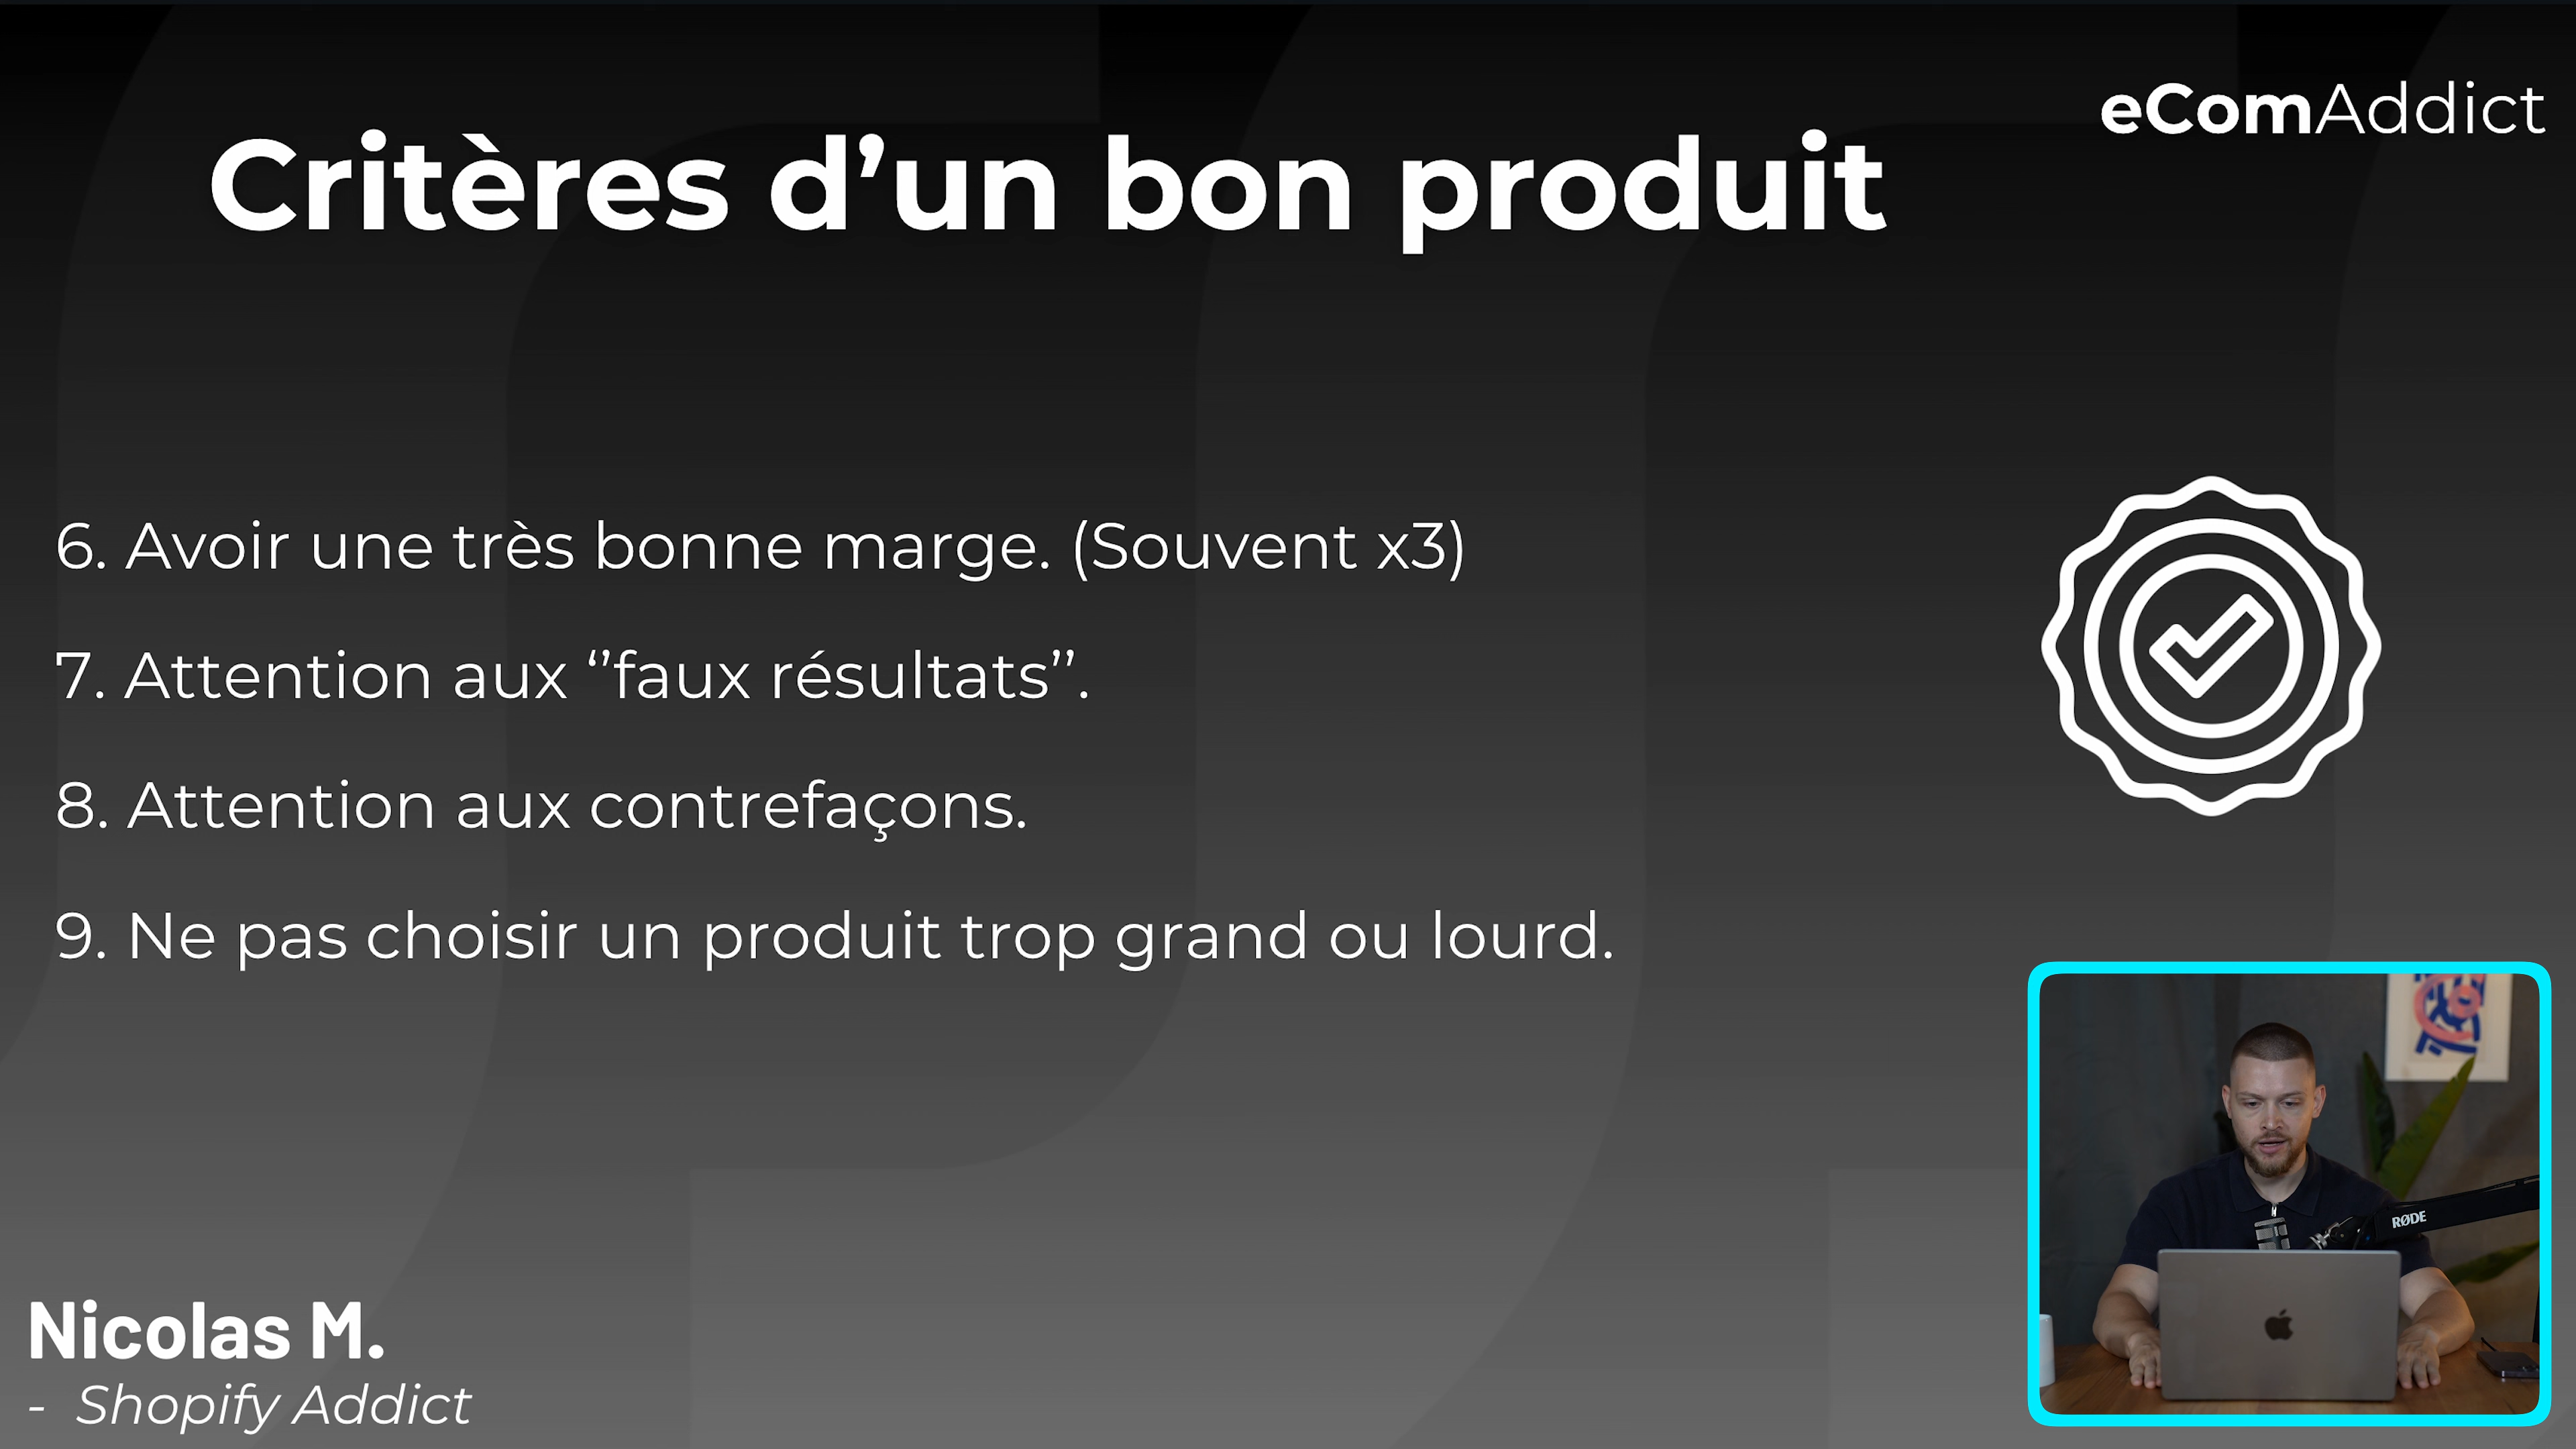 eComAddict
Critères d’un bon produit
6. Avoir une très bonne marge. (Souvent x3)
7. Attention aux ‘’faux résultats’’.
8. Attention aux contrefaçons.
9. Ne pas choisir un produit trop grand ou lourd.
RØDE
Nicolas M.
- Shopify Addict